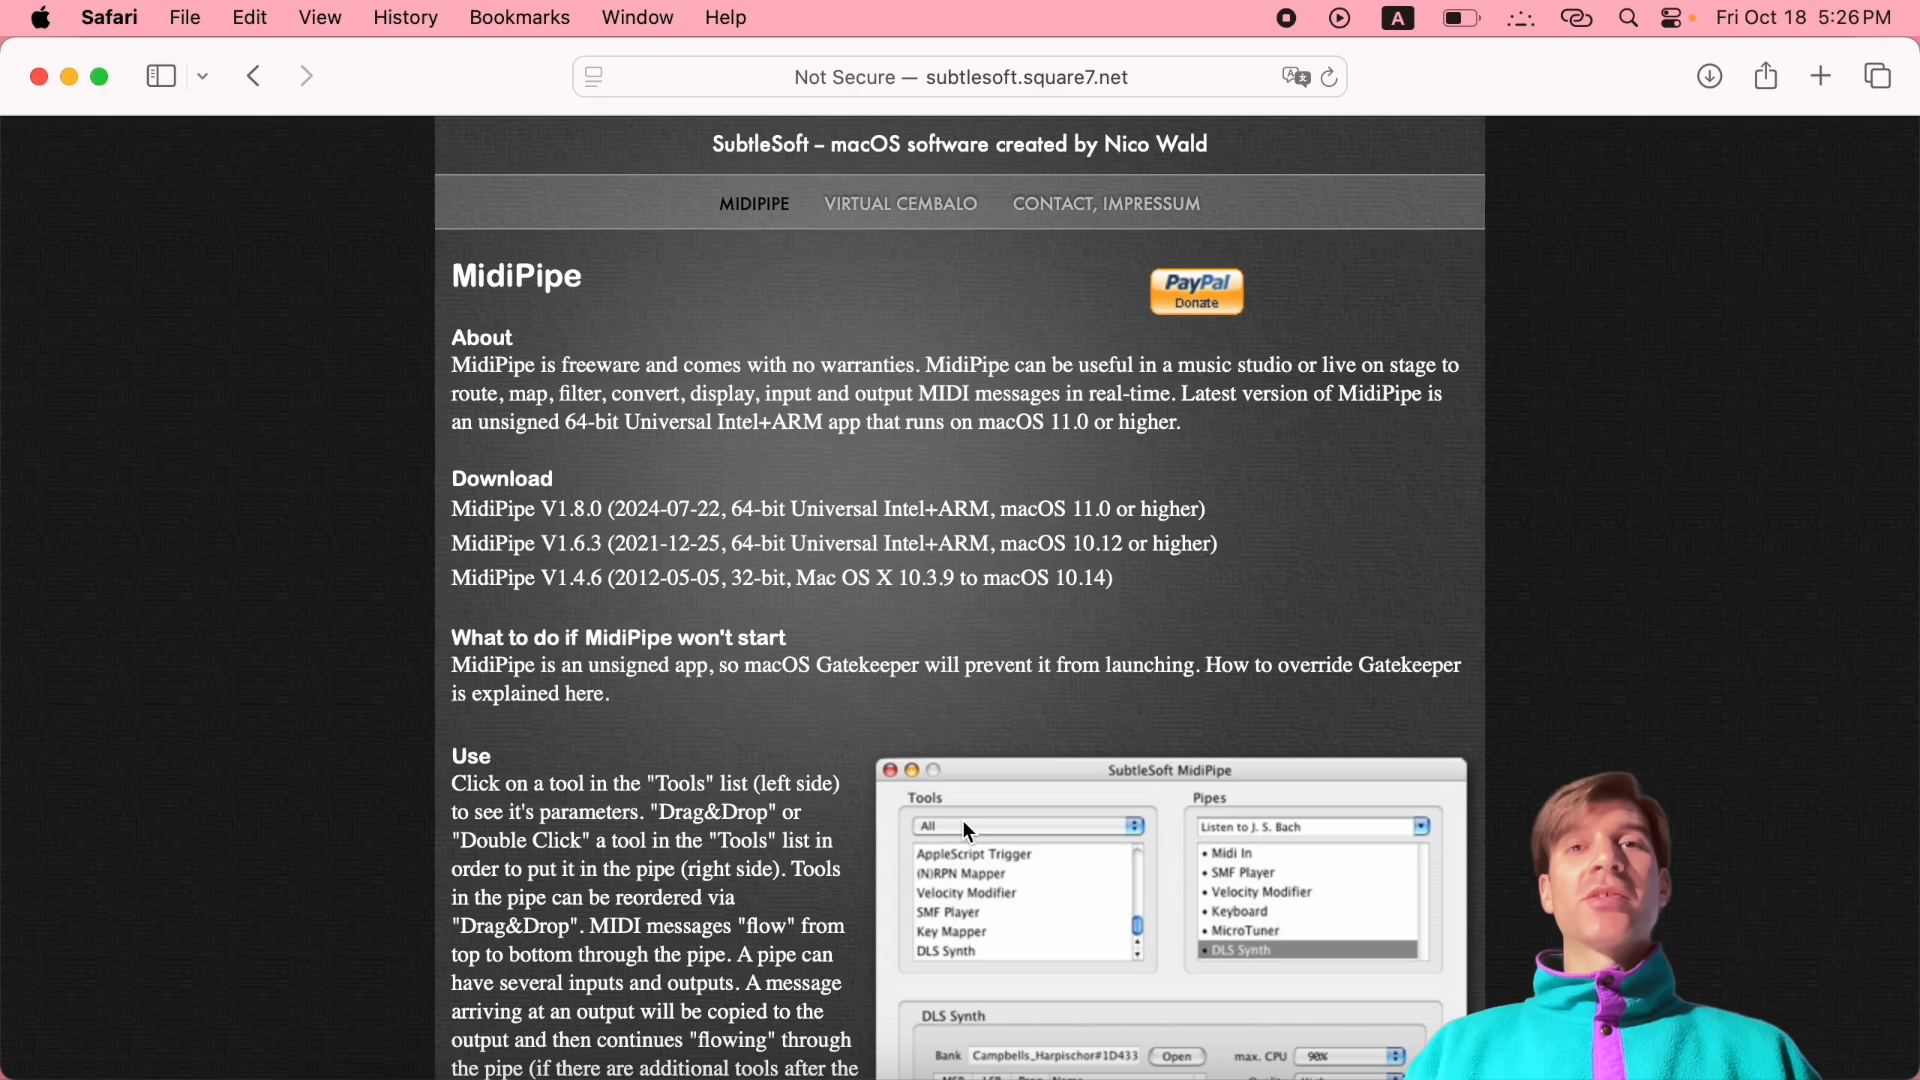 Safari File Edit View History Bookmarks Window Help A Fri Oct 18 5:26 PM
Not Secure — subtlesoft.square7.net
SubtleSoft – macOS software created by Nico Wald
MIDIPIPE VIRTUAL CEMBALO CONTACT, IMPRESSUM
MidiPipe
PayPal
Donate
About
MidiPipe is freeware and comes with no warranties. MidiPipe can be useful in a music studio or live on stage to
route, map, filter, convert, display, input and output MIDI messages in real-time. Latest version of MidiPipe is
an unsigned 64-bit Universal Intel+ARM app that runs on macOS 11.0 or higher.
Download
MidiPipe V1.8.0 (2024-07-22, 64-bit Universal Intel+ARM, macOS 11.0 or higher)
MidiPipe V1.6.3 (2021-12-25, 64-bit Universal Intel+ARM, macOS 10.12 or higher)
MidiPipe V1.4.6 (2012-05-05, 32-bit, Mac OS X 10.3.9 to macOS 10.14)
What to do if MidiPipe won't start
MidiPipe is an unsigned app, so macOS Gatekeeper will prevent it from launching. How to override Gatekeeper
is explained here.
Use
Click on a tool in the "Tools" list (left side)
to see it's parameters. "Drag&Drop" or
"Double Click" a tool in the "Tools" list in
order to put it in the pipe (right side). Tools
in the pipe can be reordered via
"Drag&Drop". MIDI messages "flow" from
top to bottom through the pipe. A pipe can
have several inputs and outputs. A message
arriving at an output will be copied to the
output and then continues "flowing" through
the pipe (if there are additional tools after the
SubtleSoft MidiPipe
Tools
All
AppleScript Trigger
(N)RPN Mapper
Velocity Modifier
SMF Player
Key Mapper
DLS Synth
Pipes
Listen to J. S. Bach
• Midi In
• SMF Player
• Velocity Modifier
• Keyboard
• MicroTuner
• DLS Synth
DLS Synth
Bank Campbells_Harpischor#1D433 Open max. CPU 90%